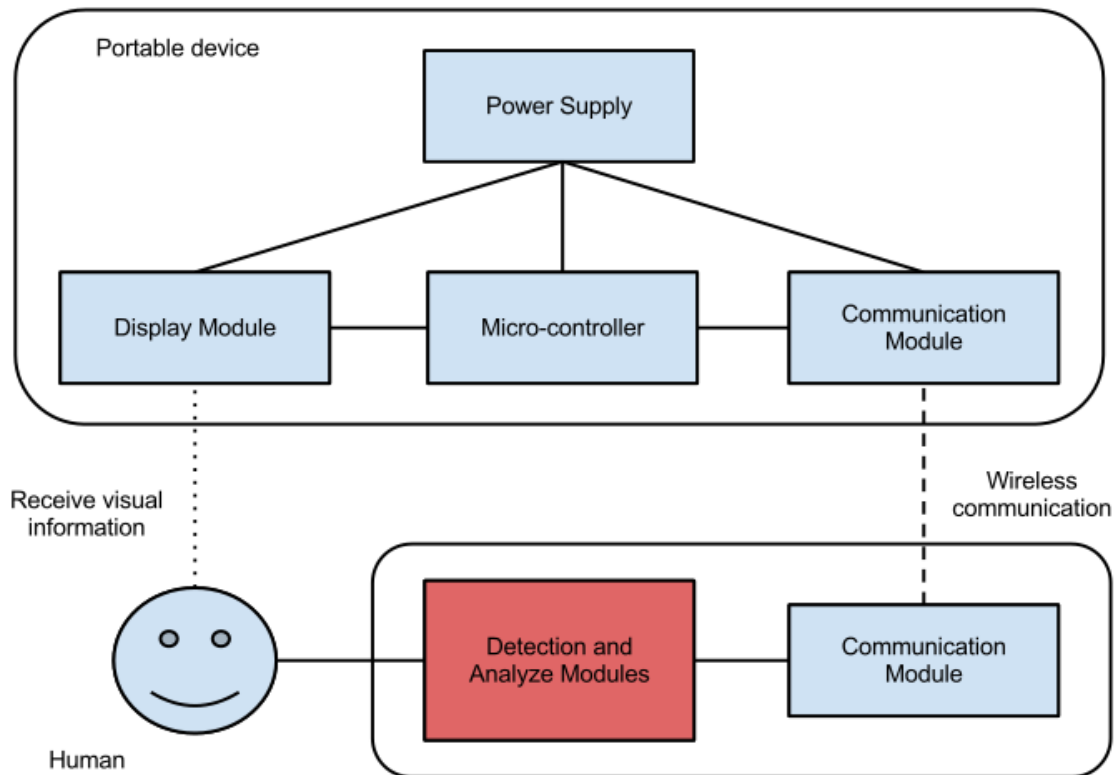 Portable device
Power Supply
Display Module
Micro-controller
Communication
Module
Receive visual
information
Wireless
communication
Detection and
Analyze Modules
Communication
Module
Human